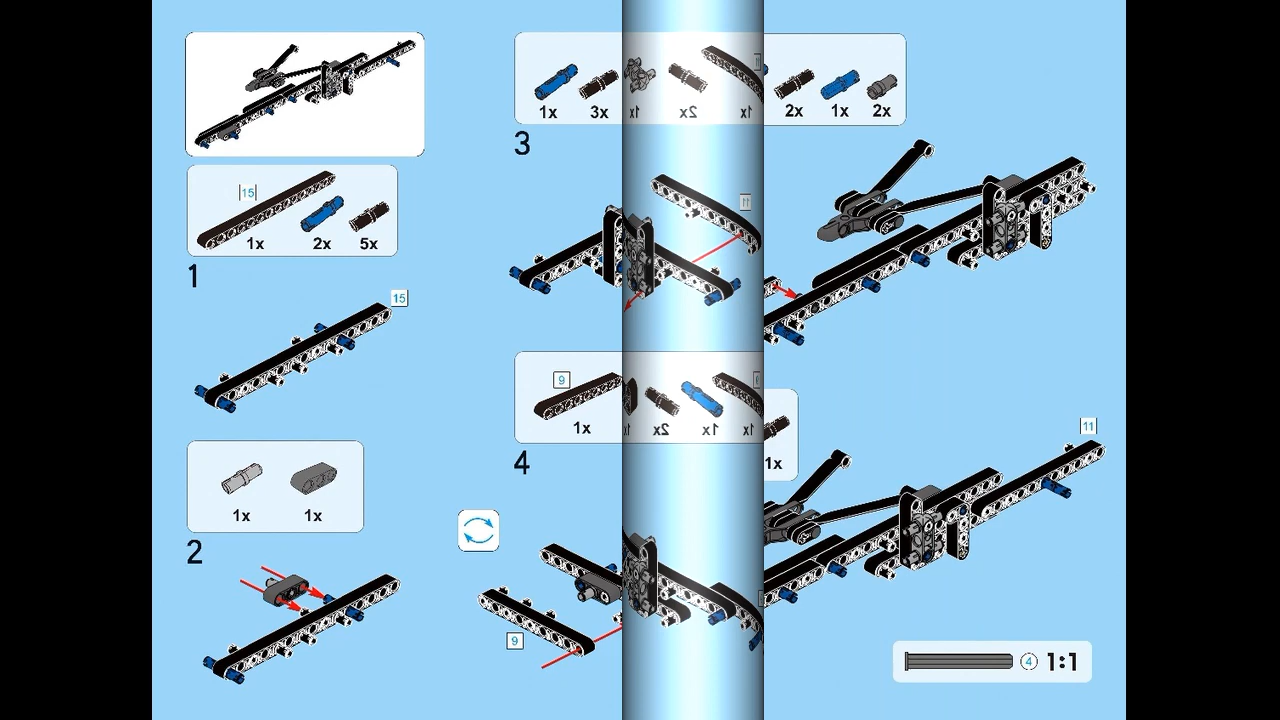 15
1x 2x 5x
1
15
1x 1x
2
1x 3x 1x 2x 1x
3
11
9
1x 1x 2x 1x 1x
4
9
2x 1x 2x
1x
11
4 1:1